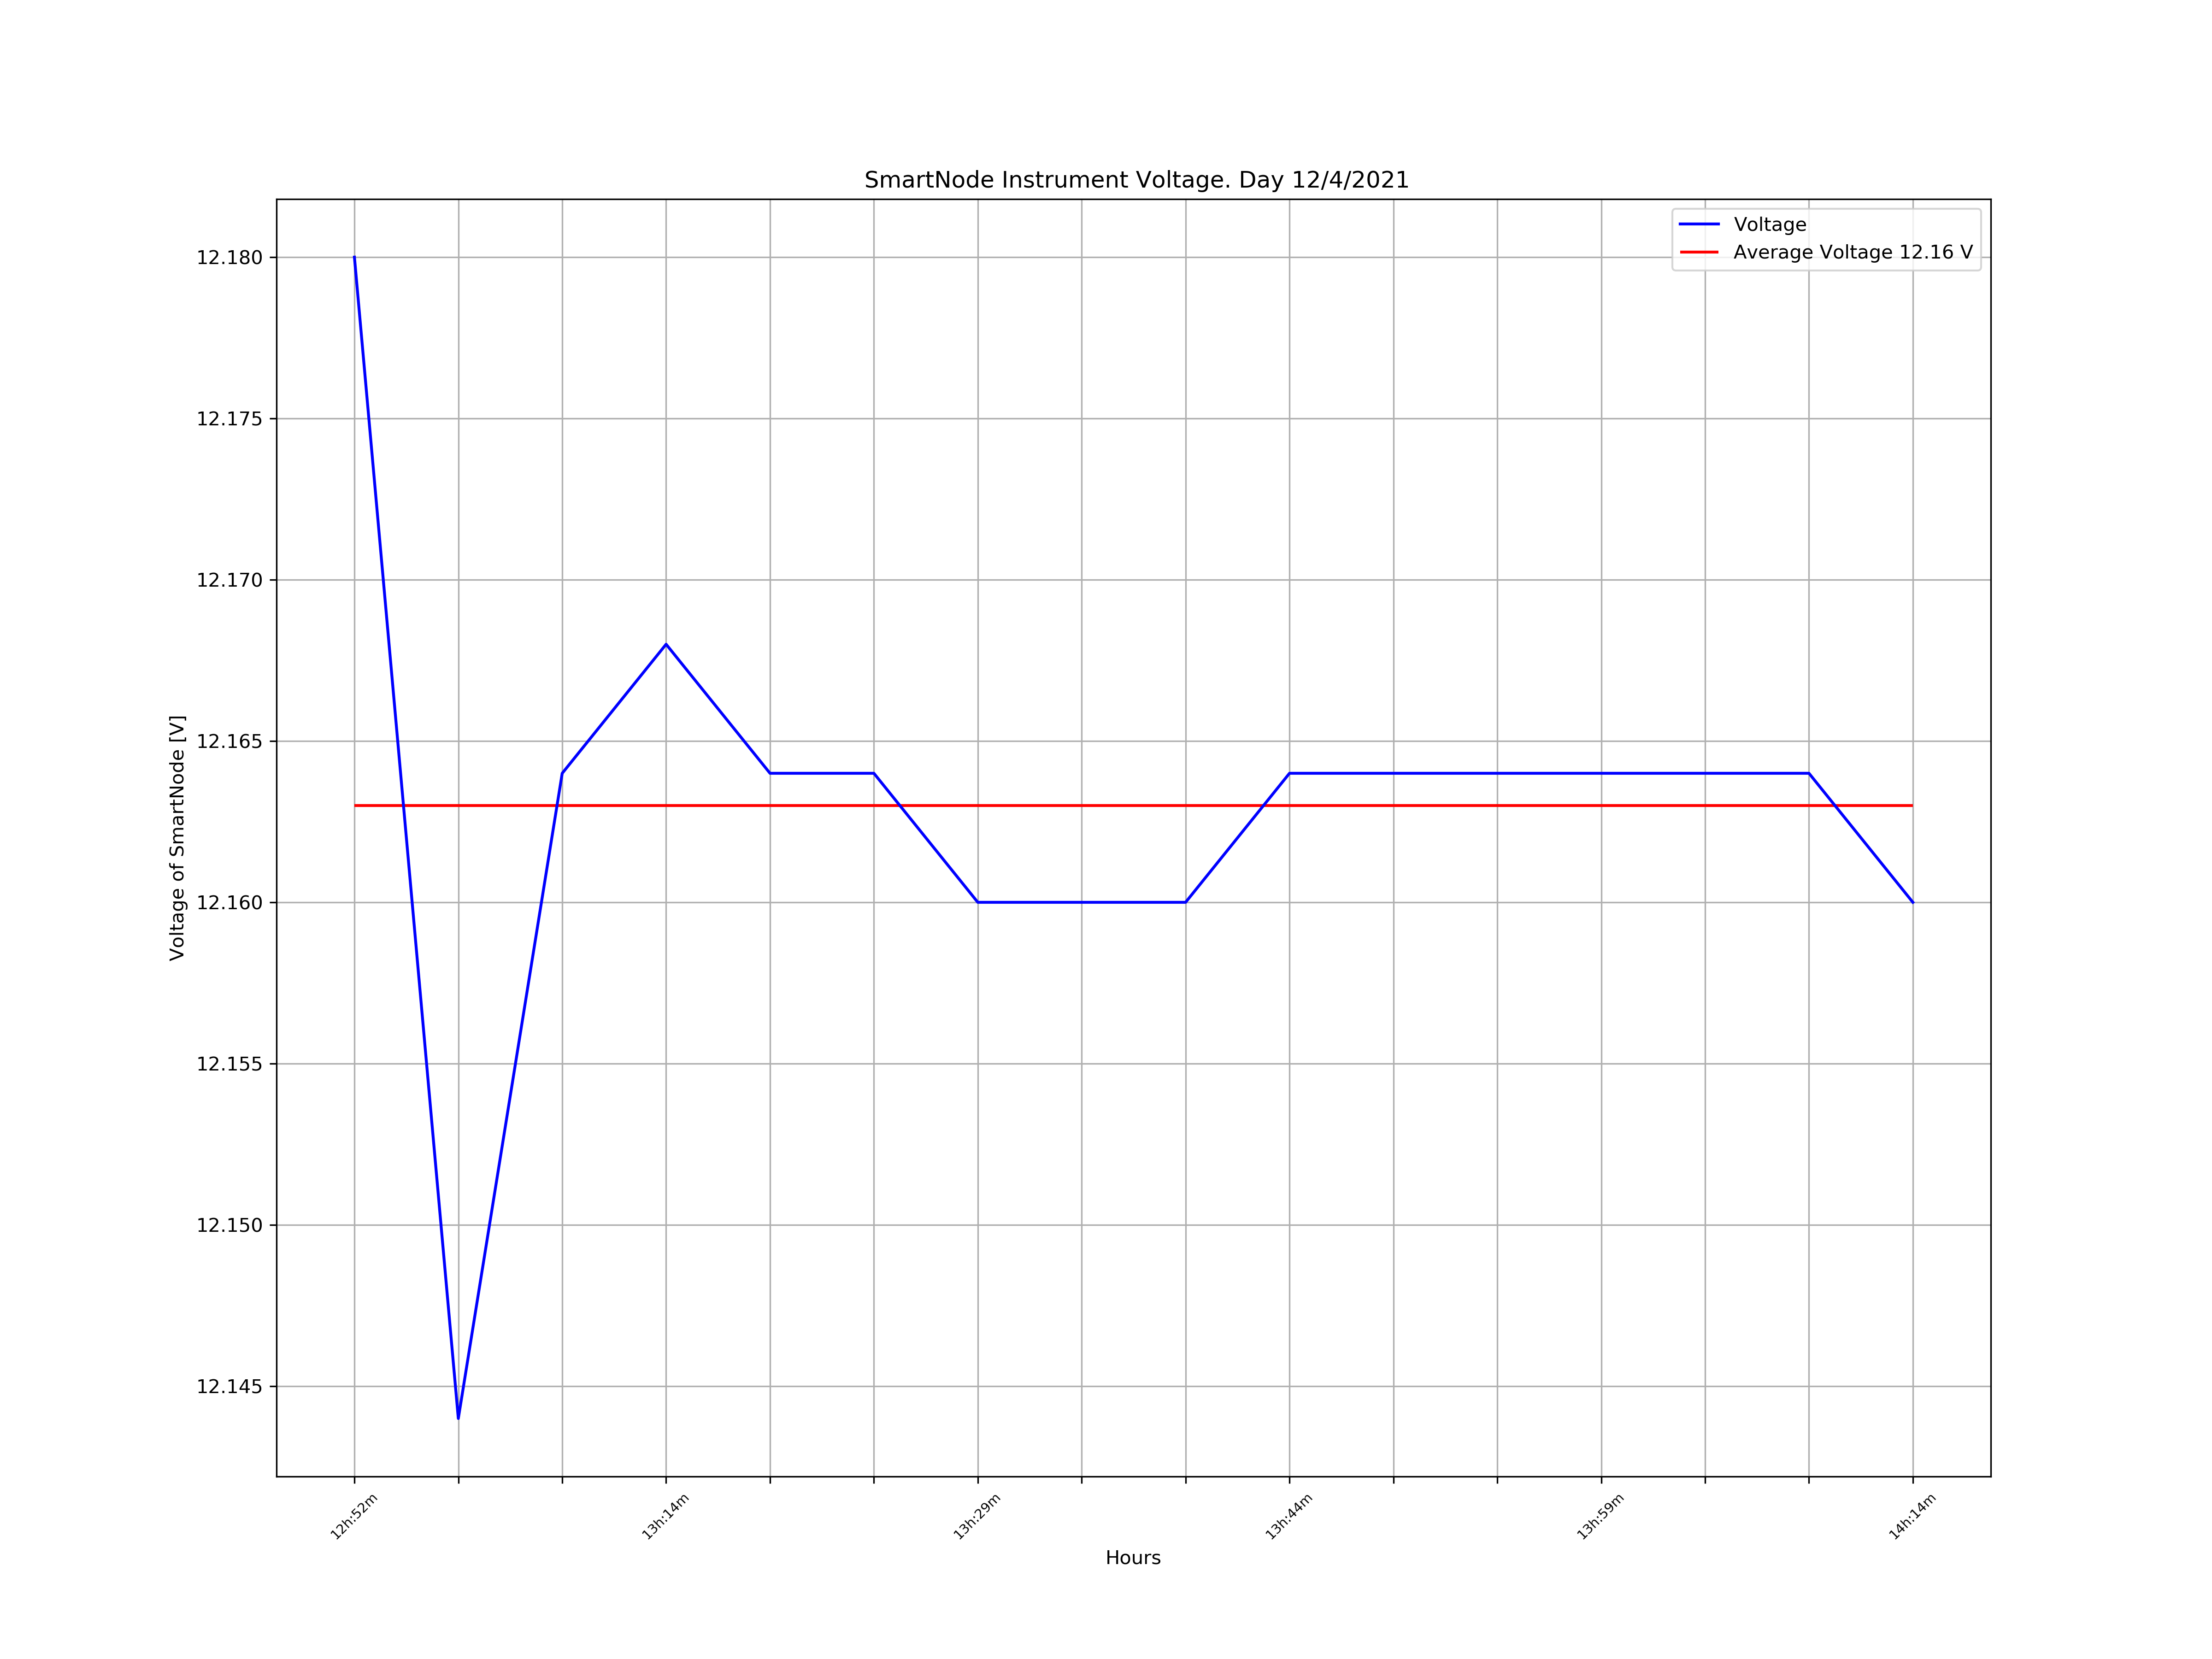 SmartNode Instrument Voltage. Day 12/4/2021
Voltage
Average Voltage 12.16 V
12.180
12.175
12.170
12.165
12.160
12.155
12.150
12.145
Voltage of SmartNode [V]
12h:52m
13h:14m
13h:29m
13h:44m
13h:59m
14h:14m
Hours